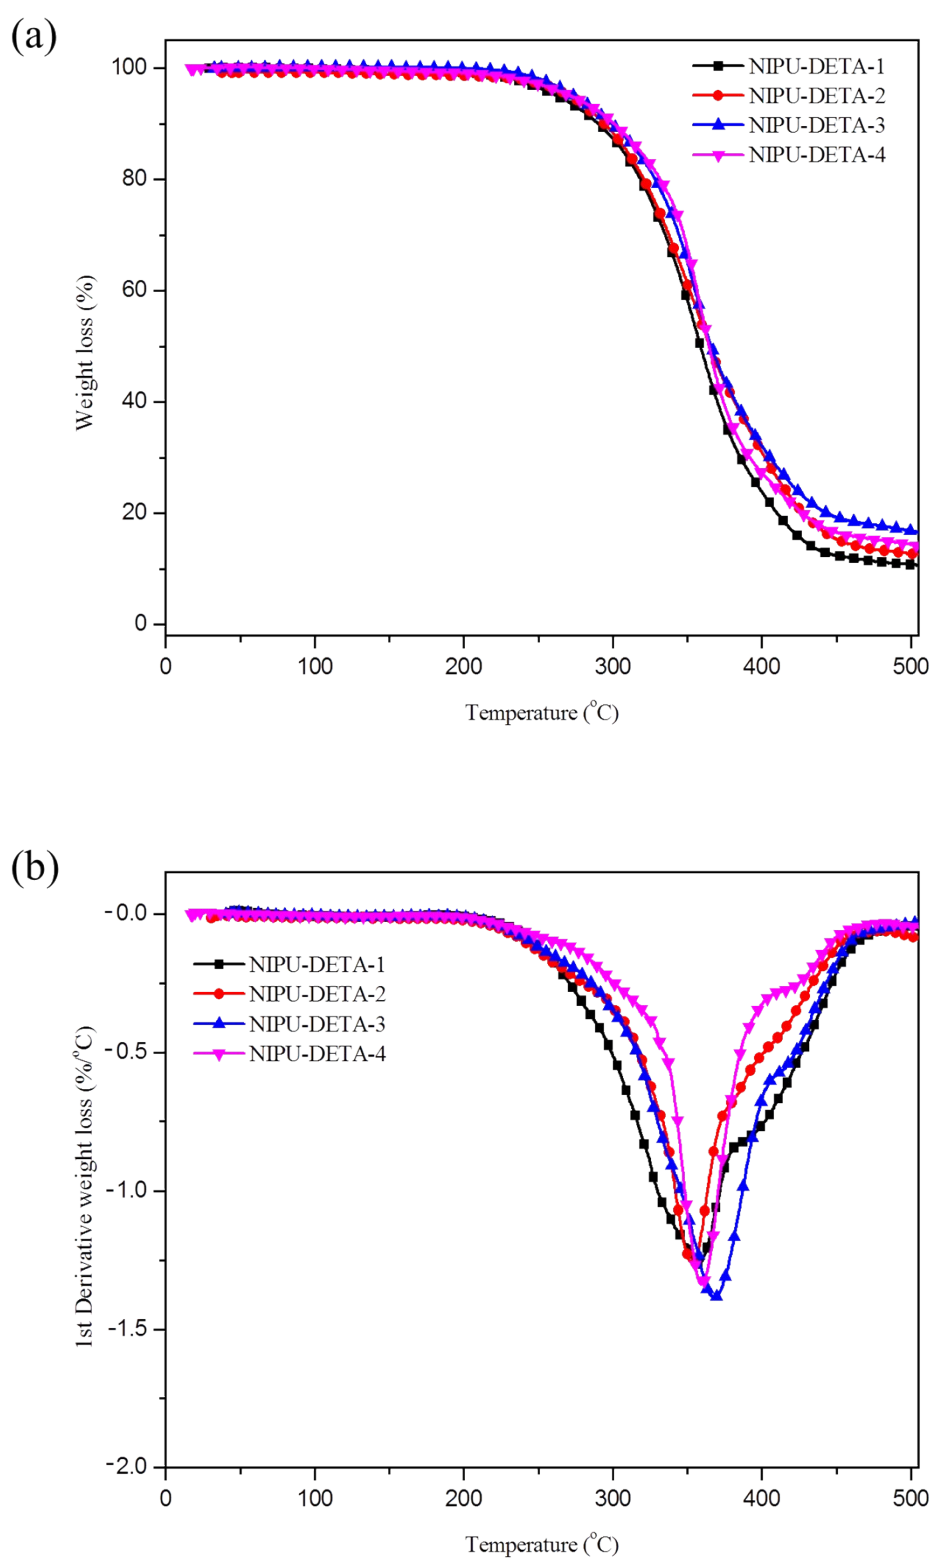 (a)
100
80
60
40
20
0
Weight loss (%)
NIPU-DETA-1
NIPU-DETA-2
NIPU-DETA-3
NIPU-DETA-4
0 100 200 300 400 500
Temperature (°C)
(b)
-0.0
-0.5
-1.0
-1.5
-2.0
1st Derivative weight loss (%/°C)
NIPU-DETA-1
NIPU-DETA-2
NIPU-DETA-3
NIPU-DETA-4
0 100 200 300 400 500
Temperature (°C)